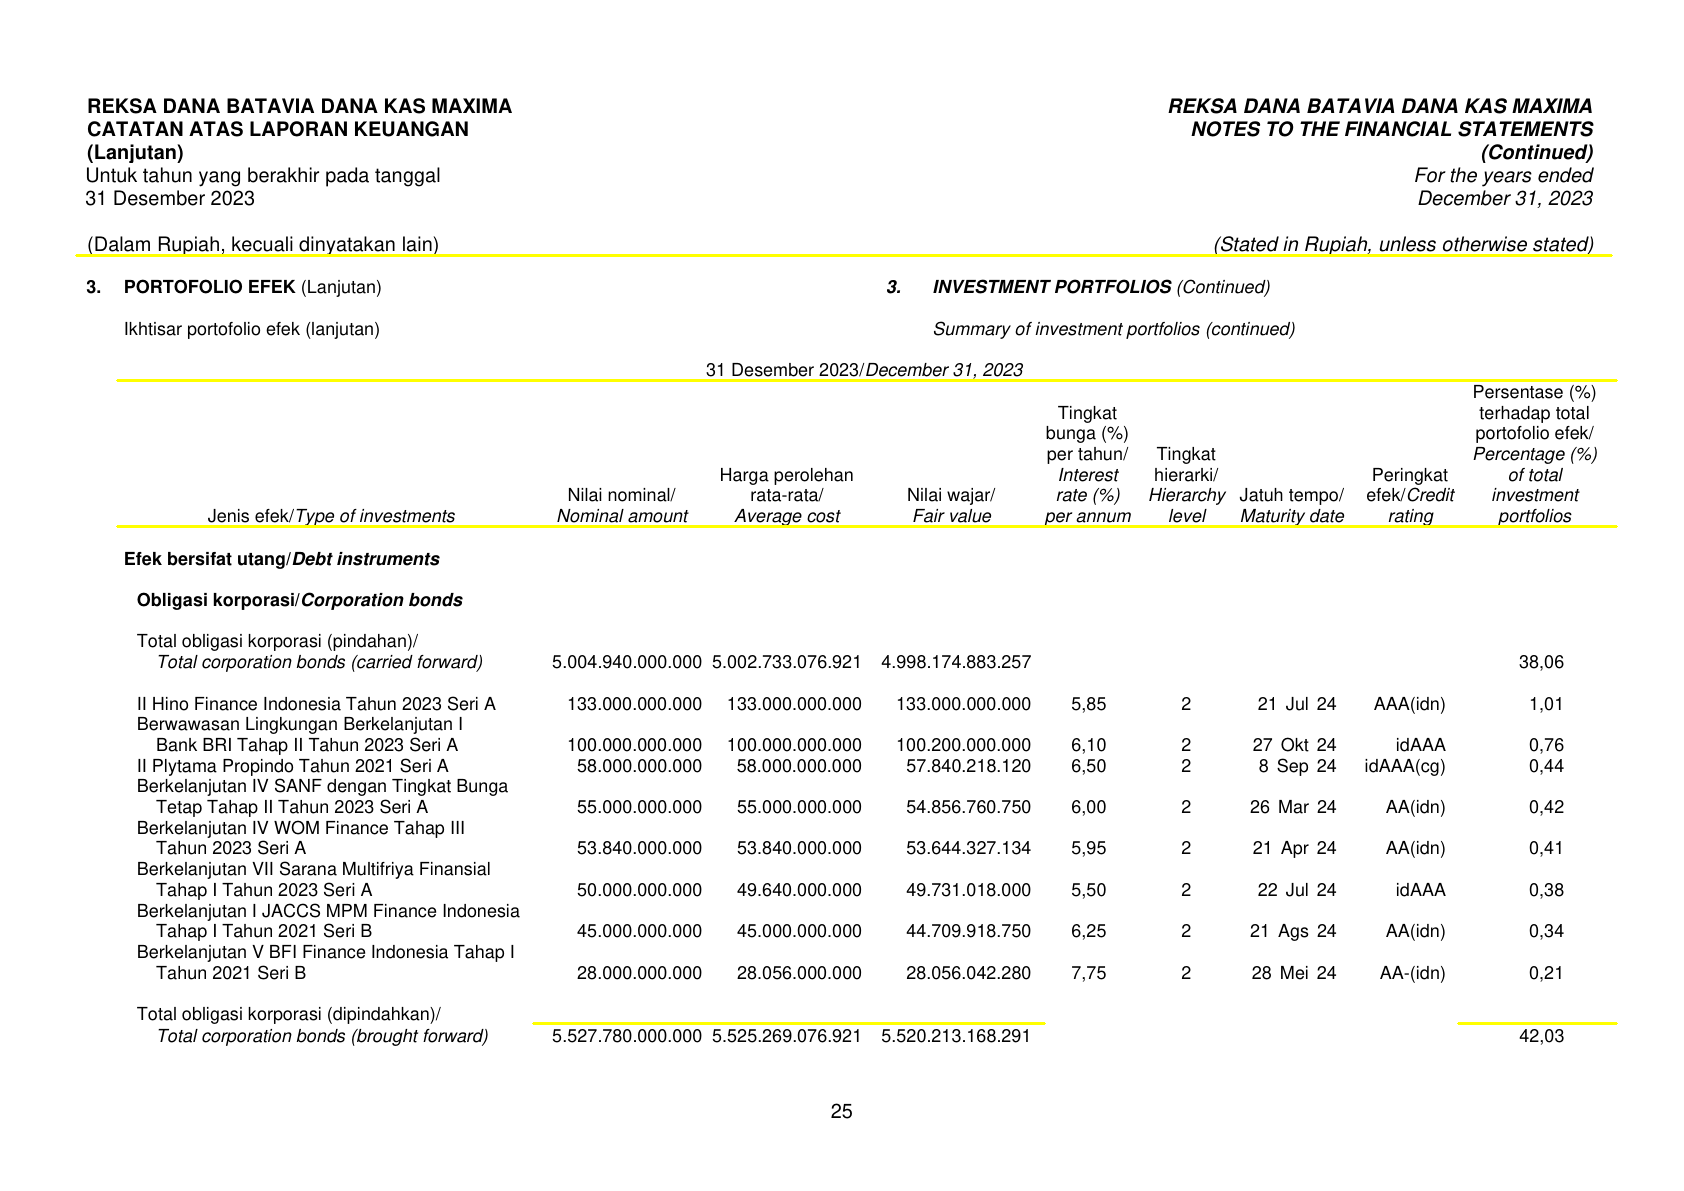 REKSA DANA BATAVIA DANA KAS MAXIMA
CATATAN ATAS LAPORAN KEUANGAN
(Lanjutan)
Untuk tahun yang berakhir pada tanggal
31 Desember 2023
(Dalam Rupiah, kecuali dinyatakan lain)
REKSA DANA BATAVIA DANA KAS MAXIMA
NOTES TO THE FINANCIAL STATEMENTS
(Continued)
For the years ended
December 31, 2023
(Stated in Rupiah, unless otherwise stated)
3. PORTOFOLIO EFEK (Lanjutan)
3. INVESTMENT PORTFOLIOS (Continued)
Ikhtisar portofolio efek (lanjutan)
Summary of investment portfolios (continued)
31 Desember 2023/December 31, 2023
Jenis efek/Type of investments
Nilai nominal/
Nominal amount
Harga perolehan
rata-rata/
Average cost
Nilai wajar/
Fair value
Tingkat
bunga (%)
per tahun/
Interest
rate (%)
per annum
Tingkat
hierarki/
Hierarchy
level
Jatuh tempo/
Maturity date
Peringkat
efek/Credit
rating
Persentase (%)
terhadap total
portofolio efek/
Percentage (%)
of total
investment
portfolios
Efek bersifat utang/Debt instruments
Obligasi korporasi/Corporation bonds
Total obligasi korporasi (pindahan)/
Total corporation bonds (carried forward) 5.004.940.000.000 5.002.733.076.921 4.998.174.883.257 38,06
II Hino Finance Indonesia Tahun 2023 Seri A 133.000.000.000 133.000.000.000 133.000.000.000 5,85 2 21 Jul 24 AAA(idn) 1,01
Berwawasan Lingkungan Berkelanjutan I
Bank BRI Tahap II Tahun 2023 Seri A 100.000.000.000 100.000.000.000 100.200.000.000 6,10 2 27 Okt 24 idAAA 0,76
II Plytama Propindo Tahun 2021 Seri A 58.000.000.000 58.000.000.000 57.840.218.120 6,50 2 8 Sep 24 idAAA(cg) 0,44
Berkelanjutan IV SANF dengan Tingkat Bunga
Tetap Tahap II Tahun 2023 Seri A 55.000.000.000 55.000.000.000 54.856.760.750 6,00 2 26 Mar 24 AA(idn) 0,42
Berkelanjutan IV WOM Finance Tahap III
Tahun 2023 Seri A 53.840.000.000 53.840.000.000 53.644.327.134 5,95 2 21 Apr 24 AA(idn) 0,41
Berkelanjutan VII Sarana Multifriya Finansial
Tahap I Tahun 2023 Seri A 50.000.000.000 49.640.000.000 49.731.018.000 5,50 2 22 Jul 24 idAAA 0,38
Berkelanjutan I JACCS MPM Finance Indonesia
Tahap I Tahun 2021 Seri B 45.000.000.000 45.000.000.000 44.709.918.750 6,25 2 21 Ags 24 AA(idn) 0,34
Berkelanjutan V BFI Finance Indonesia Tahap I
Tahun 2021 Seri B 28.000.000.000 28.056.000.000 28.056.042.280 7,75 2 28 Mei 24 AA-(idn) 0,21
Total obligasi korporasi (dipindahkan)/
Total corporation bonds (brought forward) 5.527.780.000.000 5.525.269.076.921 5.520.213.168.291 42,03
25